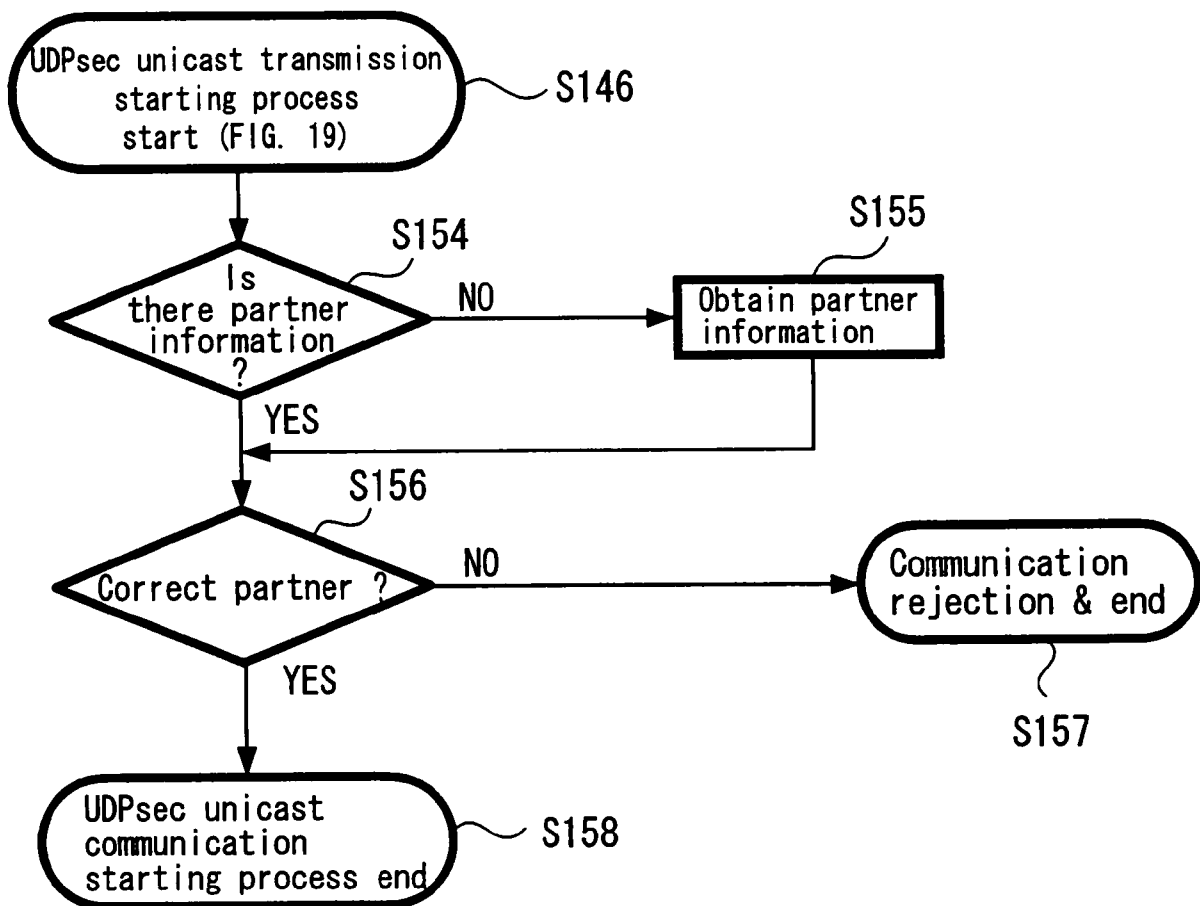 UDPsec unicast transmission
starting process
start (FIG. 19)
S146
S154
Is
there partner
information
?
NO
S155
Obtain partner
information
YES
S156
Correct partner ?
NO
Communication
rejection & end
S157
YES
UDPsec unicast
communication
starting process end
S158